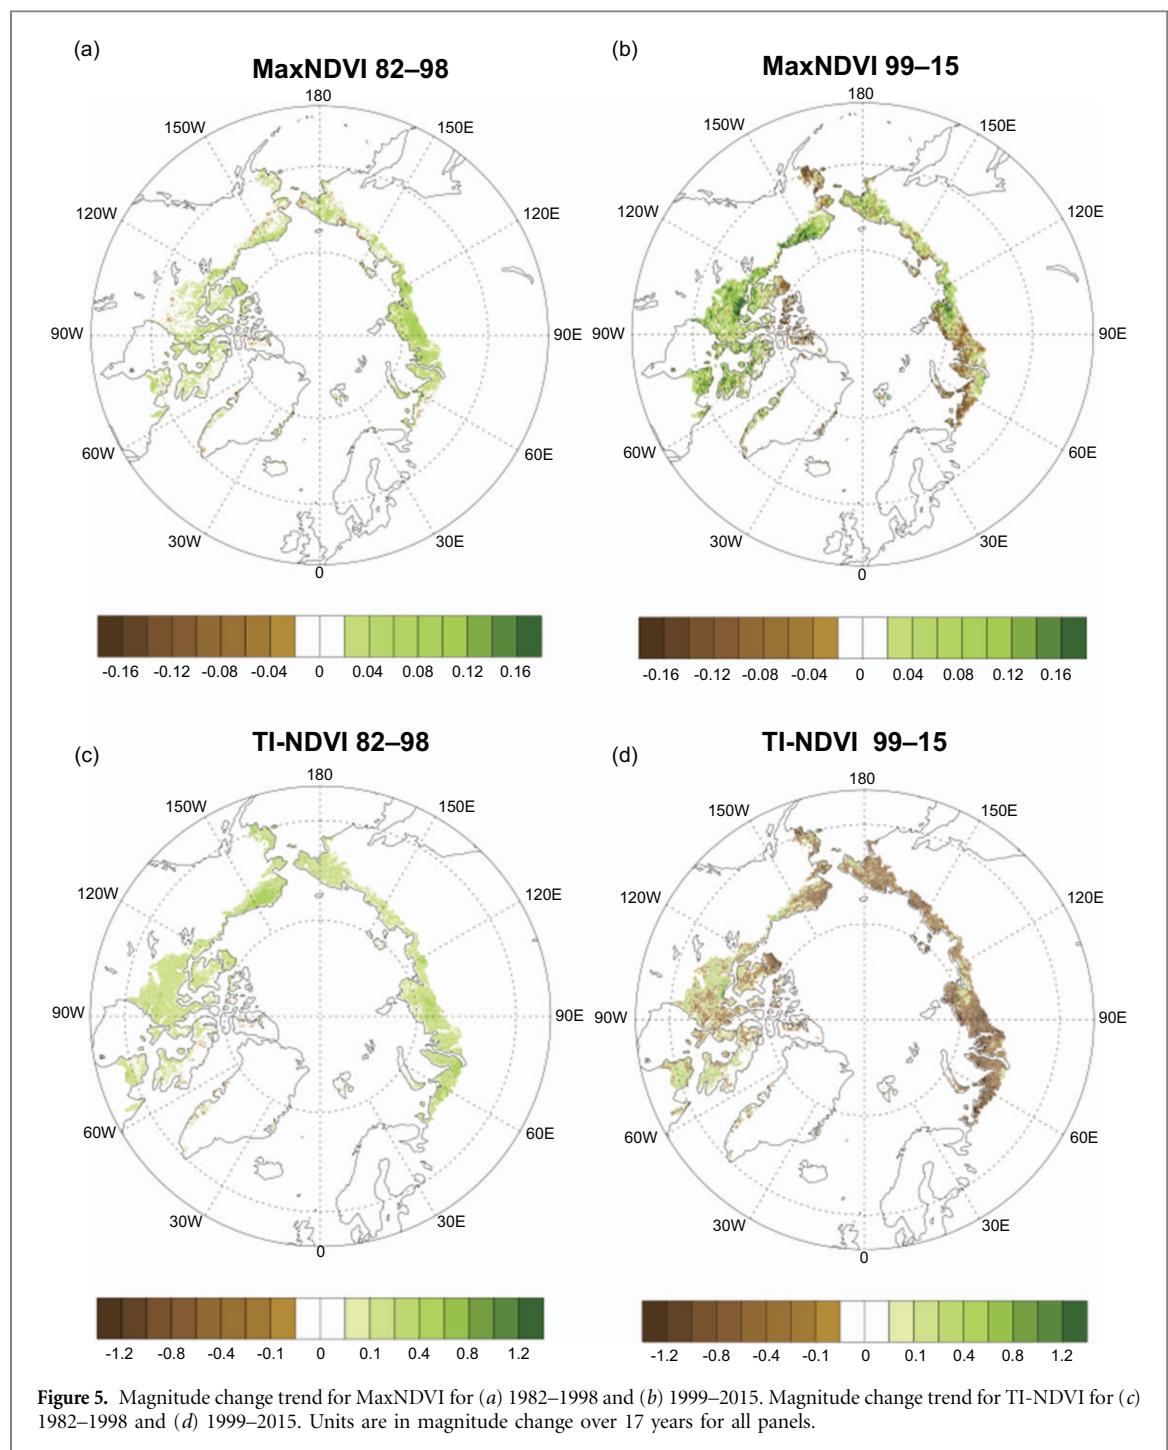 (a)
MaxNDVI 82–98
180
150W
150E
120W
120E
90W
90E
60W
60E
30W
30E
0
-0.16 -0.12 -0.08 -0.04 0 0.04 0.08 0.12 0.16
(b)
MaxNDVI 99–15
180
150W
150E
120W
120E
90W
90E
60W
60E
30W
30E
0
-0.16 -0.12 -0.08 -0.04 0 0.04 0.08 0.12 0.16
(c)
TI-NDVI 82–98
180
150W
150E
120W
120E
90W
90E
60W
60E
30W
30E
0
-1.2 -0.8 -0.4 -0.1 0 0.1 0.4 0.8 1.2
(d)
TI-NDVI 99–15
180
150W
150E
120W
120E
90W
90E
60W
60E
30W
30E
0
-1.2 -0.8 -0.4 -0.1 0 0.1 0.4 0.8 1.2
Figure 5. Magnitude change trend for MaxNDVI for (a) 1982–1998 and (b) 1999–2015. Magnitude change trend for TI-NDVI for (c)
1982–1998 and (d) 1999–2015. Units are in magnitude change over 17 years for all panels.